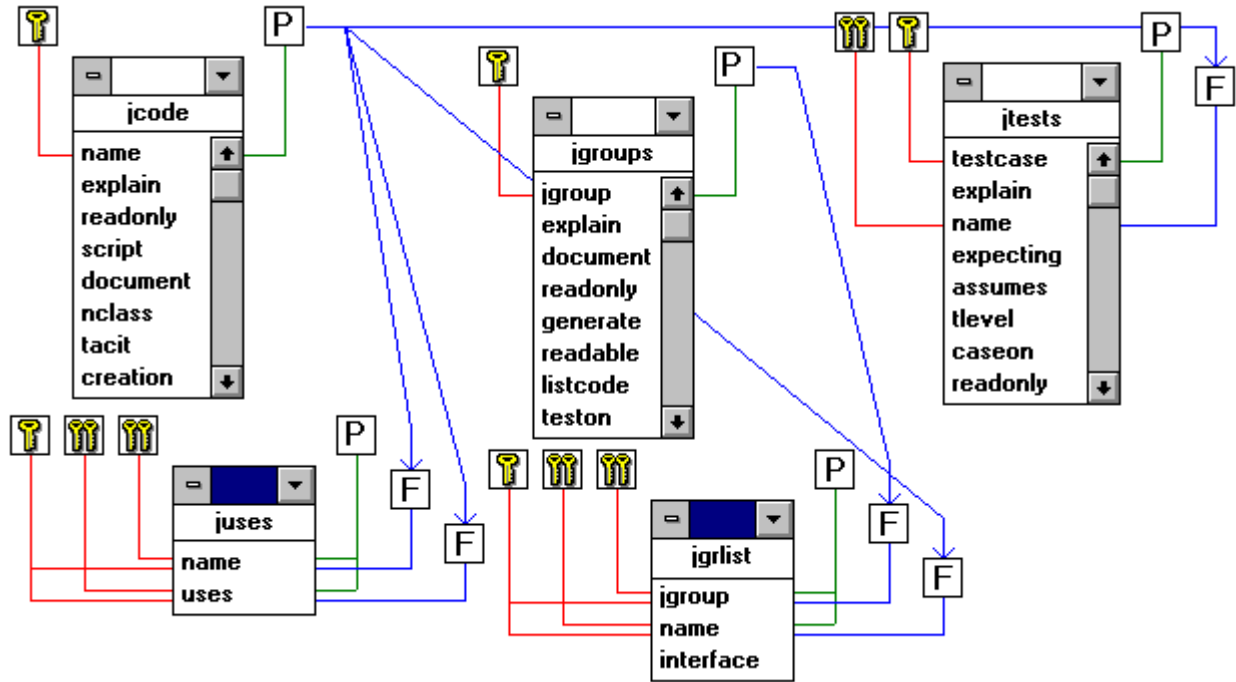 P
P
P
F
jcode
name
explain
readonly
script
document
nclass
tacit
creation
jgroups
jgroup
explain
document
readonly
generate
readable
listcode
teston
jtests
testcase
explain
name
expecting
assumes
tlevel
caseon
readonly
P
F
F
juses
name
uses
P
F
F
jgrlist
jgroup
name
interface